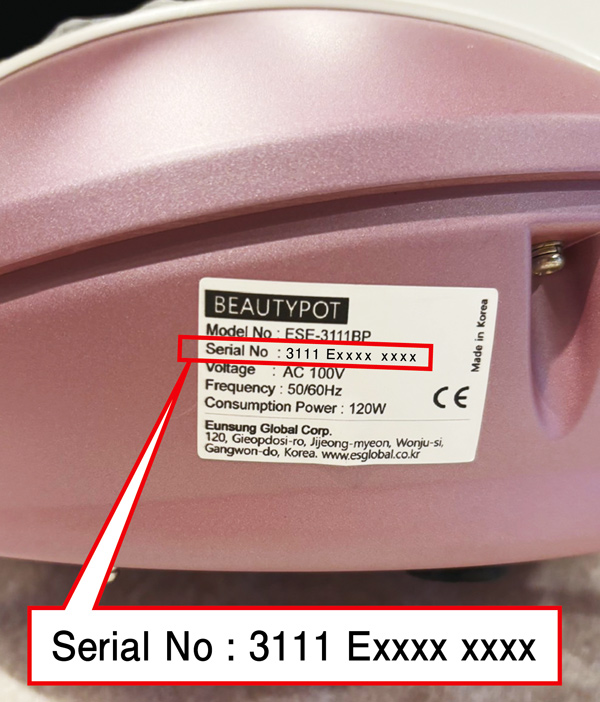 BEAUTYPOT
Model No : ESE-3111BP
Serial No : 3111 Exxxx xxxx
Voltage : AC 100V
Frequency : 50/60Hz
Consumption Power : 120W
CE
Made in Korea
Eunsung Global Corp.
120, Gieopdosi-ro, Jijeong-myeon, Wonju-si,
Gangwon-do, Korea. www.esglobal.co.kr
Serial No : 3111 Exxxx xxxx